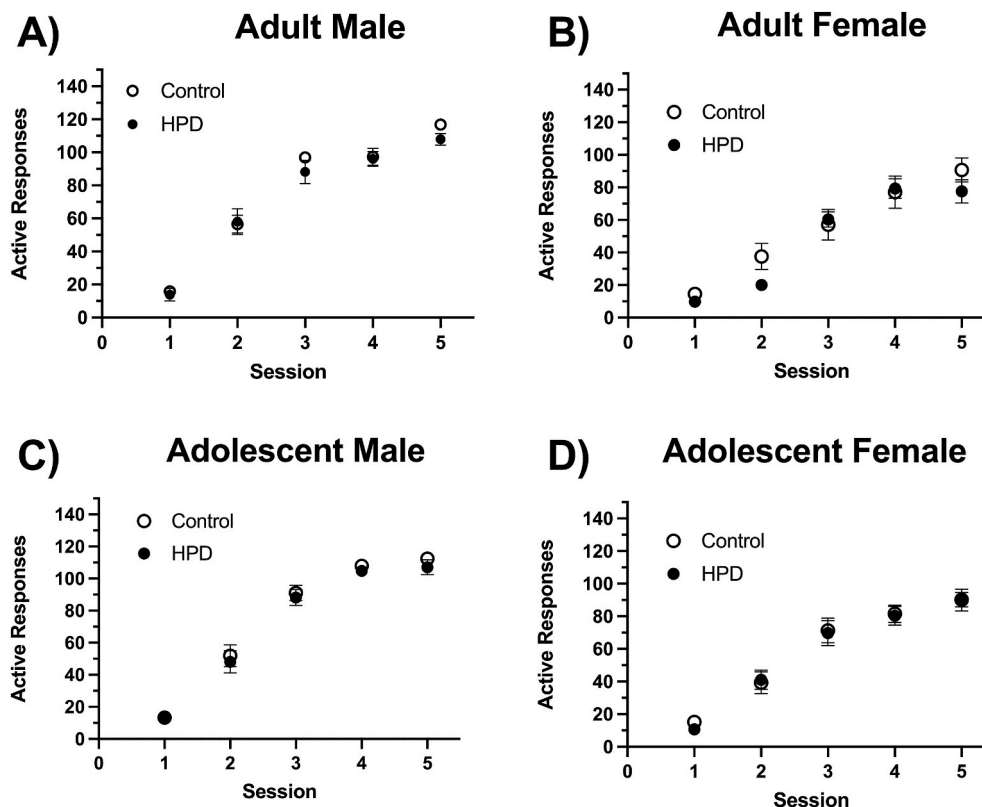 A)
Adult Male
Active Responses
140
120
100
80
60
40
20
0
Control
HPD
0 1 2 3 4 5
Session
B)
Adult Female
Active Responses
140
120
100
80
60
40
20
0
Control
HPD
0 1 2 3 4 5
Session
C)
Adolescent Male
Active Responses
140
120
100
80
60
40
20
0
Control
HPD
0 1 2 3 4 5
Session
D)
Adolescent Female
Active Responses
140
120
100
80
60
40
20
0
Control
HPD
0 1 2 3 4 5
Session